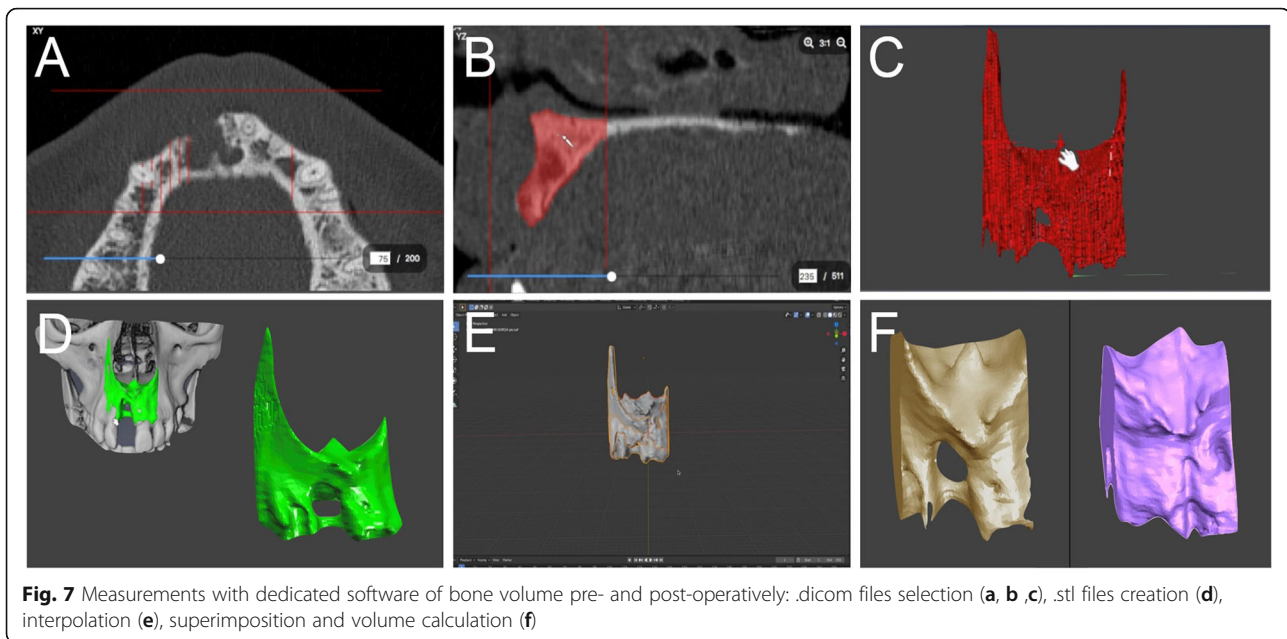 XY
A
75 / 200
YZ
B
3:1
235 / 511
C
D
E
F
Fig. 7 Measurements with dedicated software of bone volume pre- and post-operatively: .dicom files selection (a, b ,c), .stl files creation (d),
interpolation (e), superimposition and volume calculation (f)